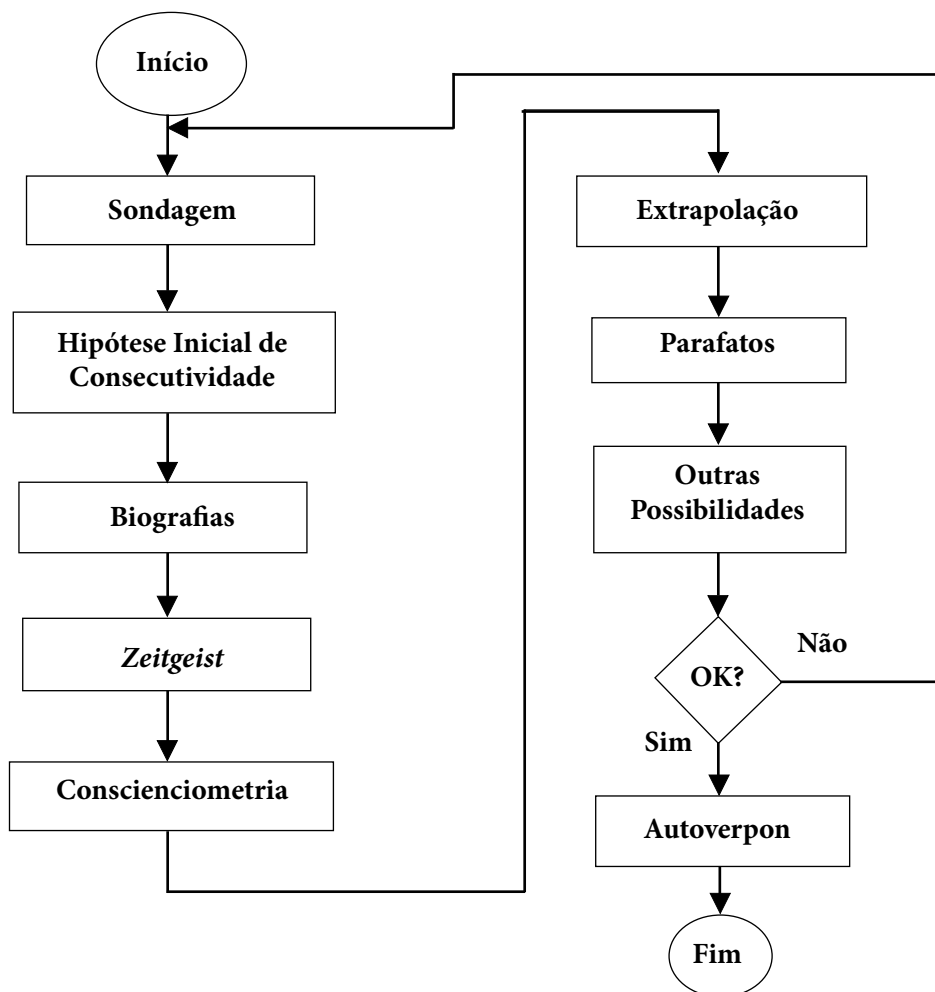 Início
Sondagem
Hipótese Inicial de
Consecutividade
Biografias
Zeitgeist
Conscienciometria
Extrapolação
Parafatos
Outras
Possibilidades
OK?
Não
Sim
Autoverpon
Fim